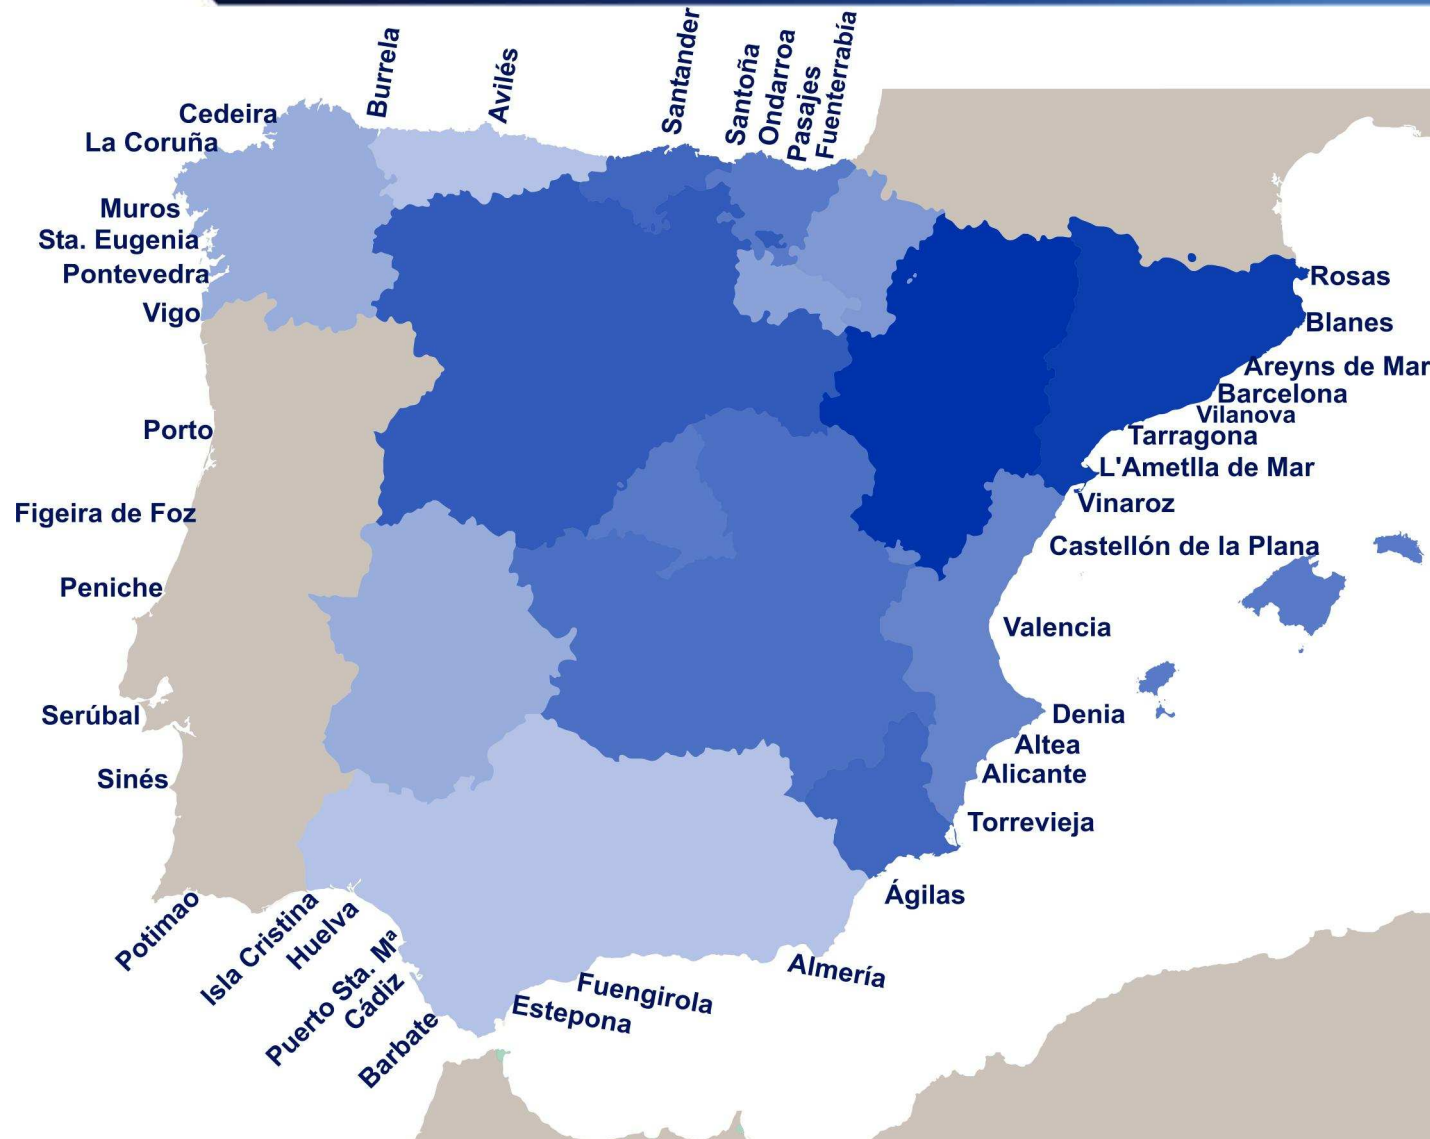 Burrela
Avilés
Santander
Santoña
Ondarroa
Pasajes
Fuenterrabía
Cedeira
La Coruña
Muros
Sta. Eugenia
Pontevedra
Vigo
Porto
Figeira de Foz
Peniche
Serúbal
Sinés
Potimao
Isla Cristina
Huelva
Puerto Sta. Mª
Cádiz
Barbate
Estepona
Fuengirola
Almería
Ágilas
Torrevieja
Alicante
Altea
Denia
Valencia
Castellón de la Plana
Vinaroz
L'Ametlla de Mar
Tarragona
Vilanova
Barcelona
Areyns de Mar
Blanes
Rosas